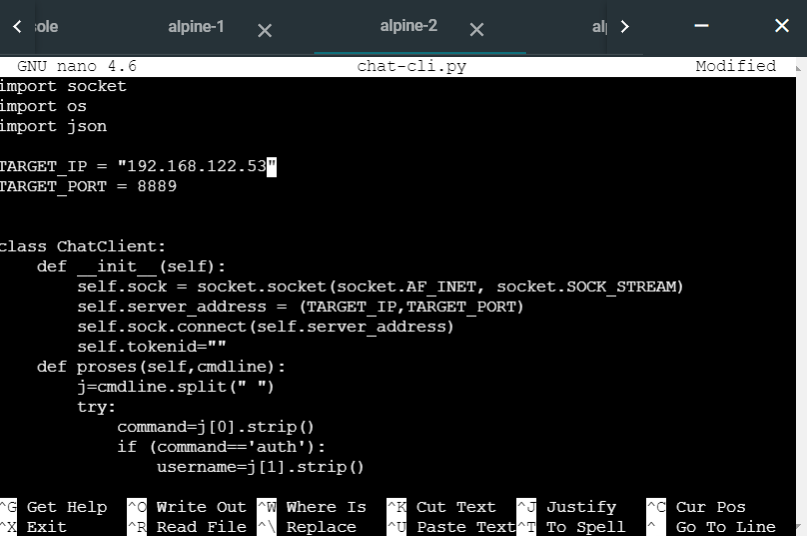 ole alpine-1 alpine-2 al
GNU nano 4.6 chat-cli.py Modified
import socket
import os
import json
TARGET_IP = "192.168.122.53"
TARGET_PORT = 8889
class ChatClient:
    def __init__(self):
        self.sock = socket.socket(socket.AF_INET, socket.SOCK_STREAM)
        self.server_address = (TARGET_IP,TARGET_PORT)
        self.sock.connect(self.server_address)
        self.tokenid=""
    def proses(self,cmdline):
        j=cmdline.split(" ")
        try:
            command=j[0].strip()
            if (command=='auth'):
                username=j[1].strip()
^G Get Help ^O Write Out ^W Where Is ^K Cut Text ^J Justify ^C Cur Pos
^X Exit ^R Read File ^\ Replace ^U Paste Text ^T To Spell ^_ Go To Line